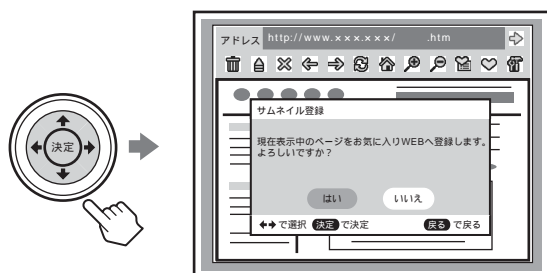 アドレス http://www.×××.×××/ .htm
決定
サムネイル登録
現在表示中のページをお気に入りWEBへ登録します。
よろしいですか？
はい いいえ
で選択 決定 で決定 戻る で戻る